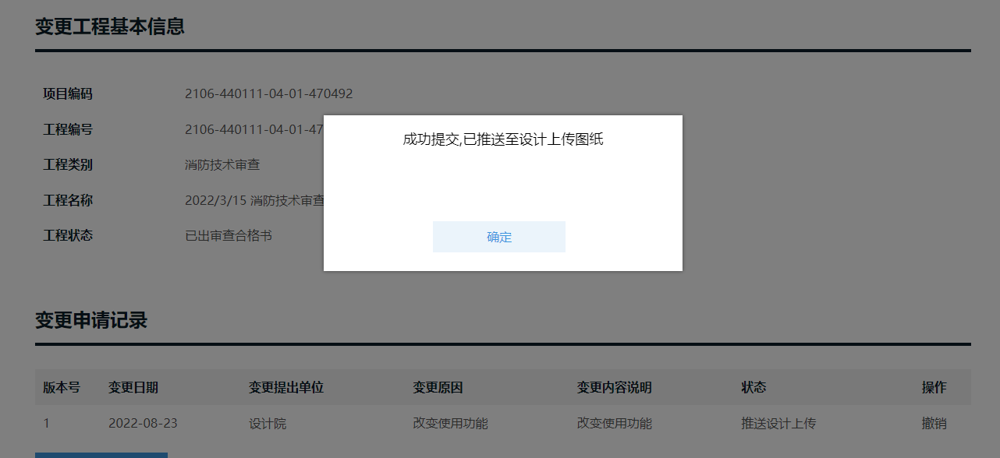 变更工程基本信息
项目编码 2106-440111-04-01-470492
工程编号 2106-440111-04-01-47
工程类别 消防技术审查
工程名称 2022/3/15 消防技术审查
工程状态 已出审查合格书
成功提交,已推送至设计上传图纸
确定
变更申请记录
版本号 变更日期 变更提出单位 变更原因 变更内容说明 状态 操作
1 2022-08-23 设计院 改变使用功能 改变使用功能 推送设计上传 撤销